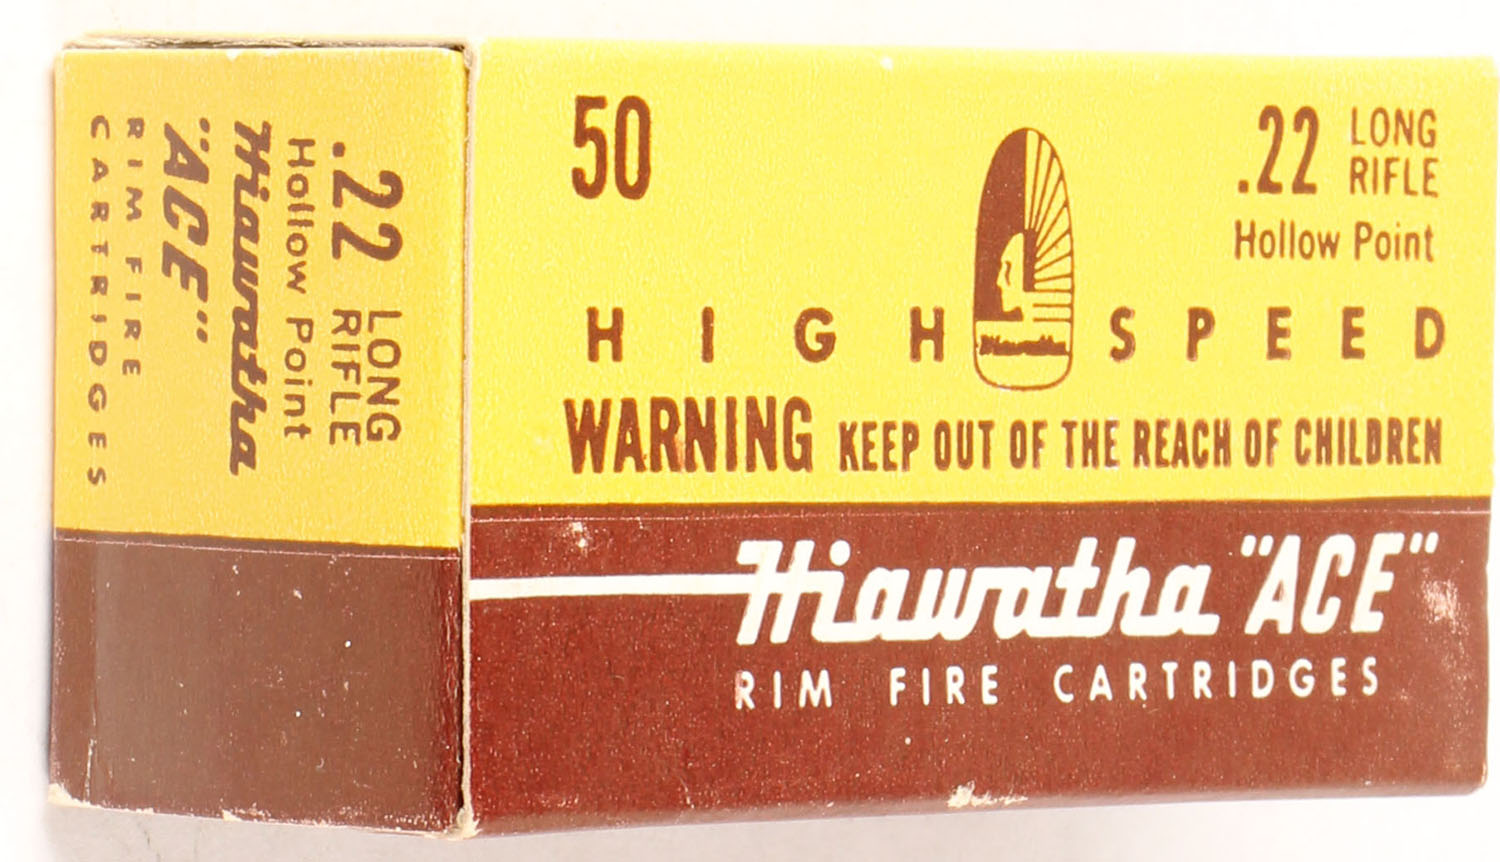 50
.22 LONG RIFLE
Hollow Point
HIGH SPEED
Hiawatha
WARNING KEEP OUT OF THE REACH OF CHILDREN
Hiawatha "ACE"
RIM FIRE CARTRIDGES
.22 LONG RIFLE
Hollow Point
Hiawatha
"ACE"
RIM FIRE
CARTRIDGES